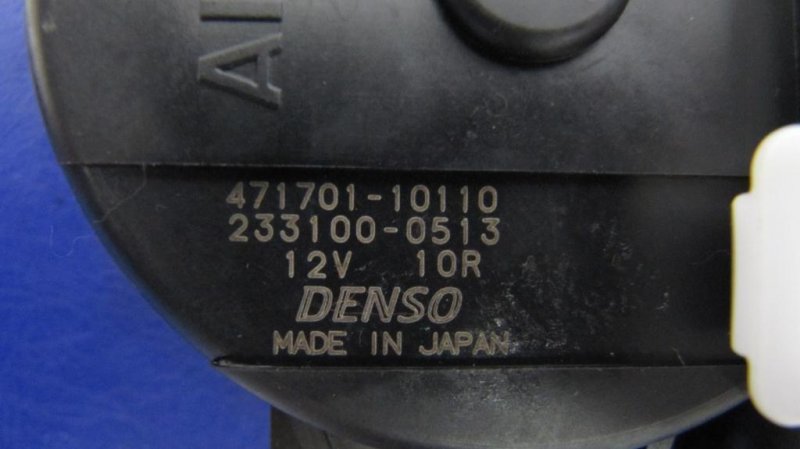 471701-10110
233100-0513
12V 10R
DENSO
MADE IN JAPAN